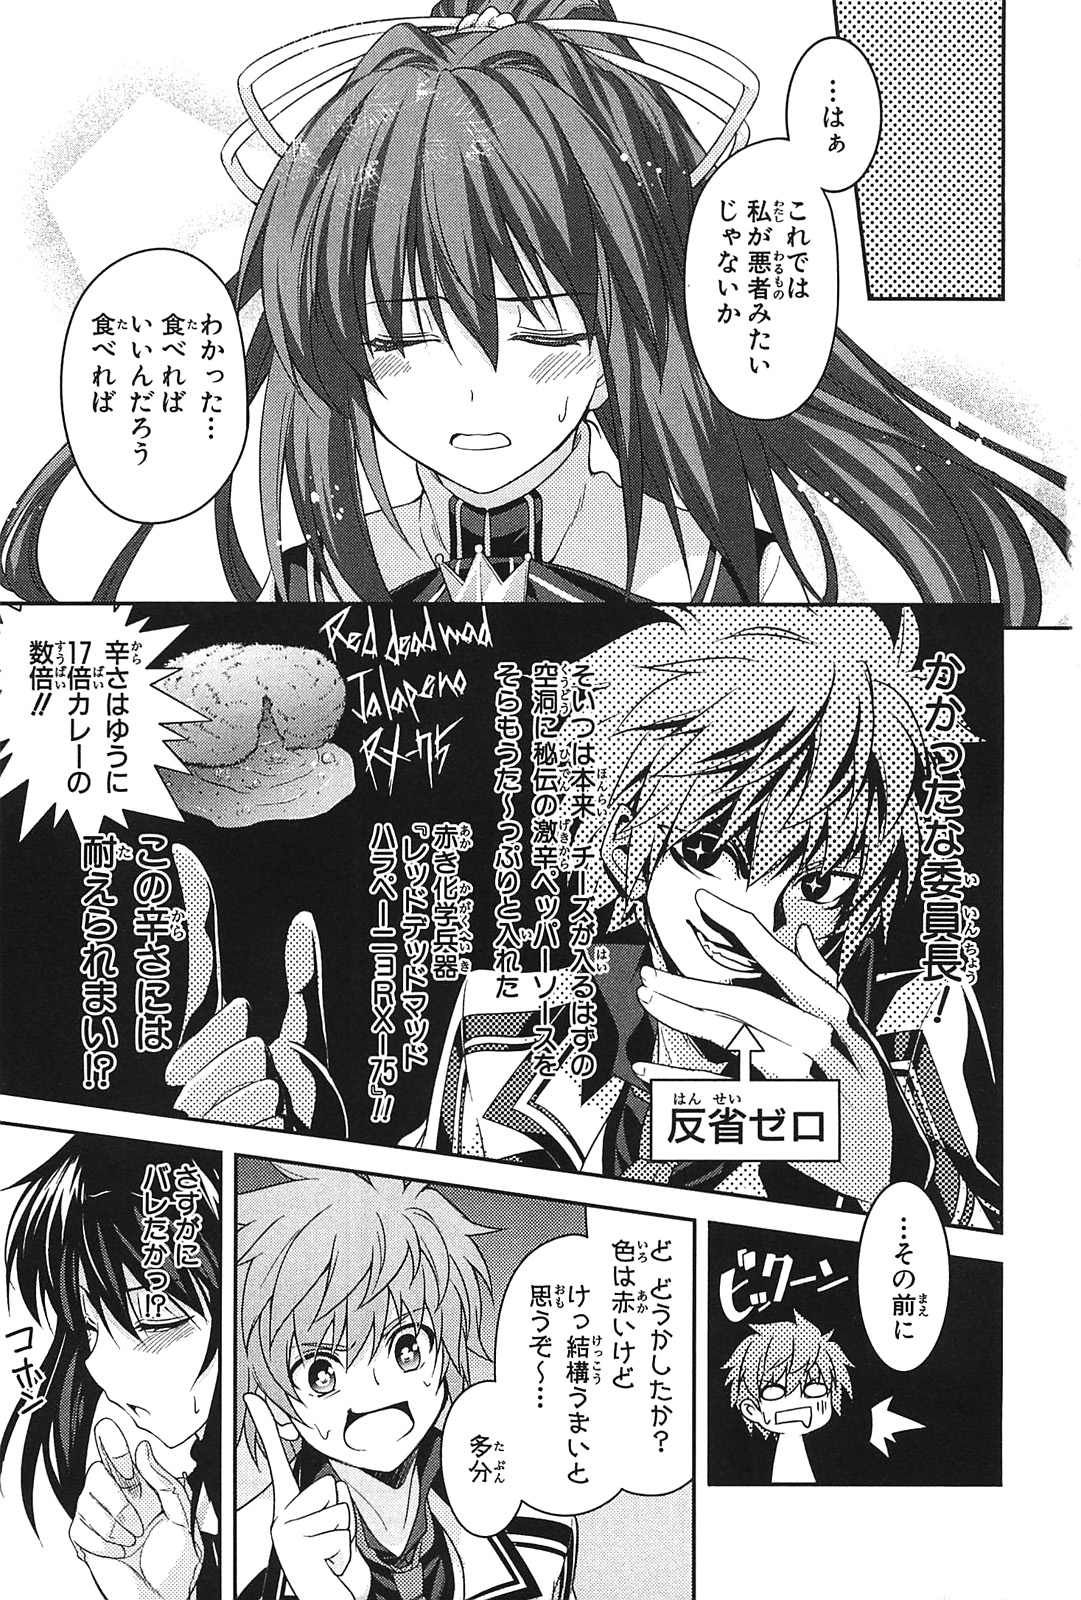 …はぁ
これでは
私が悪者みたい
じゃないか
わかった…
食べれば
いいんだろう
食べれば
かかったな委員長!
そいつは本来、チーズが入るはずの
空洞に秘伝の激辛ペッパーソースを
そらもうた〜っぷりと入れた
赤き化学兵器
『レッドデッドマッド
ハラペーニョRX-75』!!
Red dead mad
Jalapeno
RX-75
辛さはゆうに
17倍カレーの
数倍!!
この辛さには
耐えられまい!?
反省ゼロ
…その前に
ビックーン
ど どうかしたか?
色は赤いけど
けっ結構うまいと
思うぞ〜…
多分
さすがに
バレたかっ!?
コホン